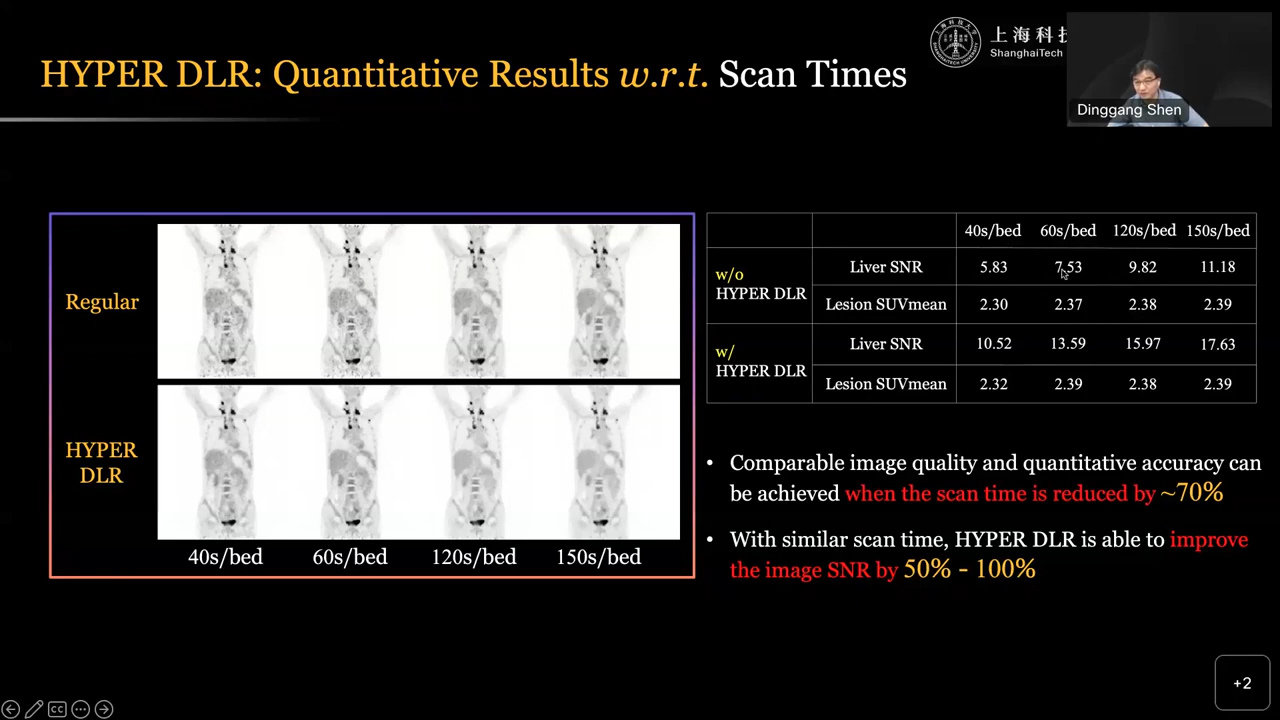 上海科技
ShanghaiTech
HYPER DLR: Quantitative Results w.r.t. Scan Times
Dinggang Shen
Regular
HYPER
DLR
40s/bed 60s/bed 120s/bed 150s/bed
40s/bed 60s/bed 120s/bed 150s/bed
w/o
HYPER DLR
Liver SNR 5.83 7.53 9.82 11.18
Lesion SUVmean 2.30 2.37 2.38 2.39
w/
HYPER DLR
Liver SNR 10.52 13.59 15.97 17.63
Lesion SUVmean 2.32 2.39 2.38 2.39
• Comparable image quality and quantitative accuracy can
be achieved when the scan time is reduced by ~70%
• With similar scan time, HYPER DLR is able to improve
the image SNR by 50% - 100%
CC
+2